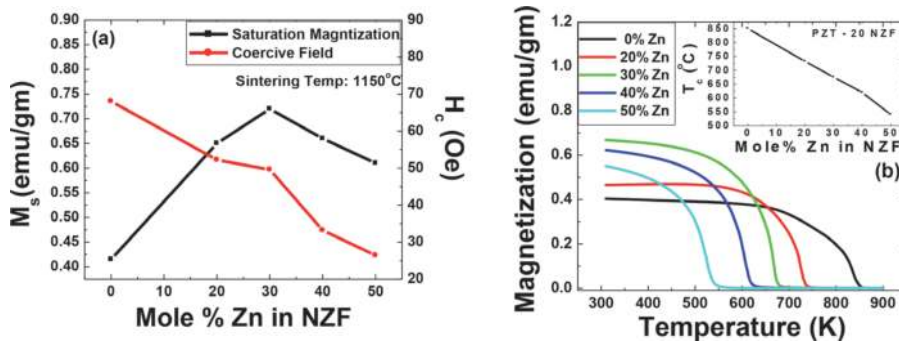 (a)
Saturation Magntization
Coercive Field
Sintering Temp: 1150°C
M_s (emu/gm)
0.90
0.85
0.80
0.75
0.70
0.65
0.60
0.55
0.50
0.45
0.40
H_c (Oe)
90
80
70
60
50
40
30
20
0 10 20 30 40 50
Mole % Zn in NZF
(b)
0% Zn
20% Zn
30% Zn
40% Zn
50% Zn
Magnetization (emu/gm)
1.2
1.0
0.8
0.6
0.4
0.2
0.0
300 400 500 600 700 800 900
Temperature (K)
PZT - 20 NZF
T_c (°C)
850
800
750
700
650
600
550
500
0 10 20 30 40 50
Mole% Zn in NZF